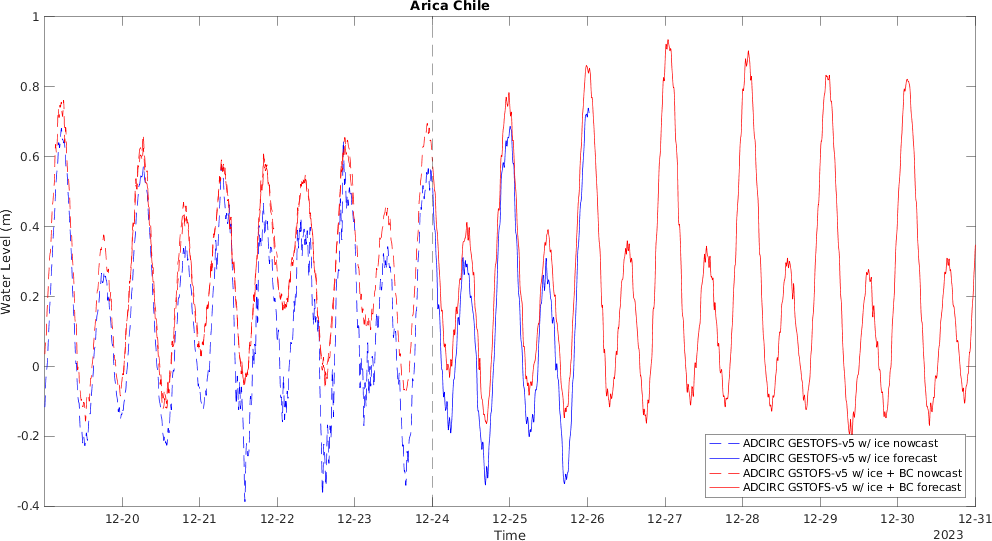 Arica Chile
1
0.8
0.6
0.4
0.2
0
-0.2
-0.4
Water Level (m)
12-20 12-21 12-22 12-23 12-24 12-25 12-26 12-27 12-28 12-29 12-30 12-31
Time
2023
ADCIRC GESTOFS-v5 w/ ice nowcast
ADCIRC GESTOFS-v5 w/ ice forecast
ADCIRC GSTOFS-v5 w/ ice + BC nowcast
ADCIRC GSTOFS-v5 w/ ice + BC forecast